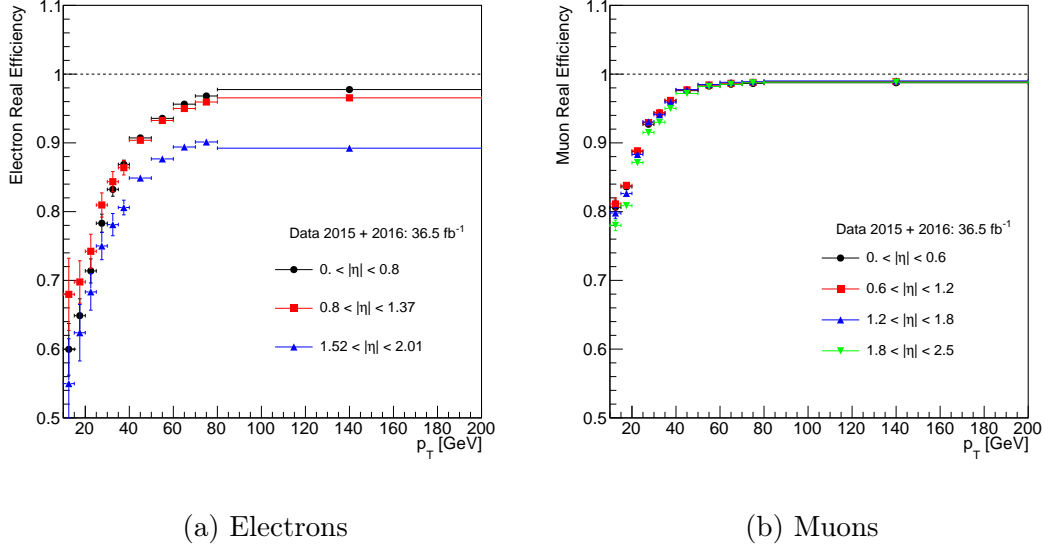 Electron Real Efficiency
1.1
1
0.9
0.8
0.7
0.6
0.5
Data 2015 + 2016: 36.5 fb⁻¹
0. < |η| < 0.8
0.8 < |η| < 1.37
1.52 < |η| < 2.01
20 40 60 80 100 120 140 160 180 200
p_T [GeV]
(a) Electrons
Muon Real Efficiency
1.1
1
0.9
0.8
0.7
0.6
0.5
Data 2015 + 2016: 36.5 fb⁻¹
0. < |η| < 0.6
0.6 < |η| < 1.2
1.2 < |η| < 1.8
1.8 < |η| < 2.5
20 40 60 80 100 120 140 160 180 200
p_T [GeV]
(b) Muons